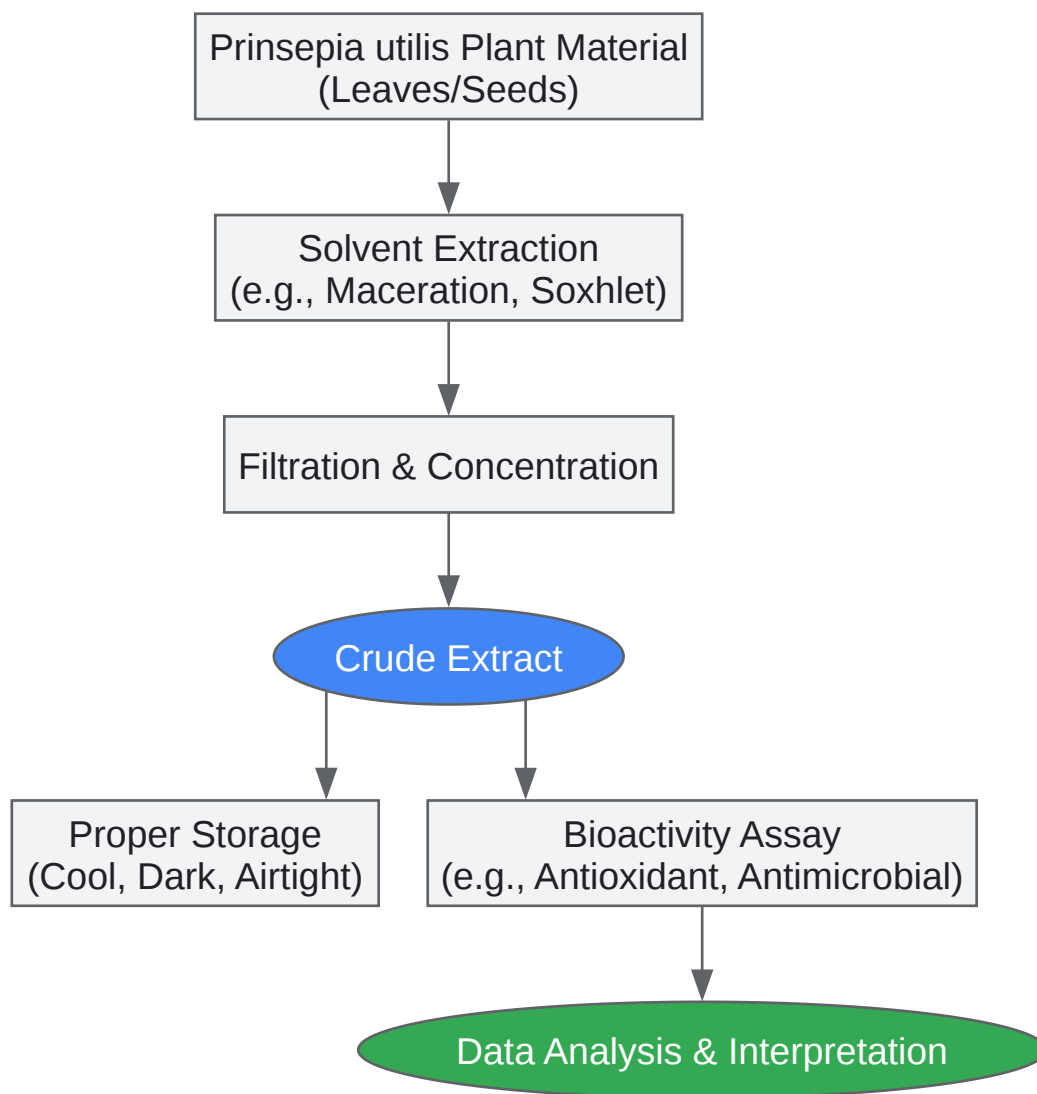 Prinsepia utilis Plant Material
(Leaves/Seeds)
Solvent Extraction
(e.g., Maceration, Soxhlet)
Filtration & Concentration
Crude Extract
Proper Storage
(Cool, Dark, Airtight)
Bioactivity Assay
(e.g., Antioxidant, Antimicrobial)
Data Analysis & Interpretation